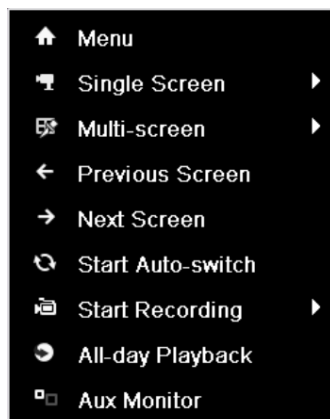 Menu
Single Screen
Multi-screen
Previous Screen
Next Screen
Start Auto-switch
Start Recording
All-day Playback
Aux Monitor